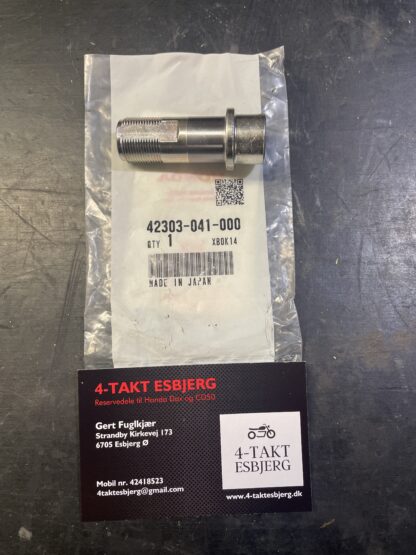 42303-041-000
QTY 1 XB0K14
MADE IN JAPAN
4-TAKT ESBJERG
Reservedele til Honda Dax og CD50
Gert Fuglkjær
Strandby Kirkevej 173
6705 Esbjerg Ø
Mobil nr. 42418523
4taktesbjerg@gmail.com
4-TAKT
ESBJERG
www.4-taktesbjerg.dk